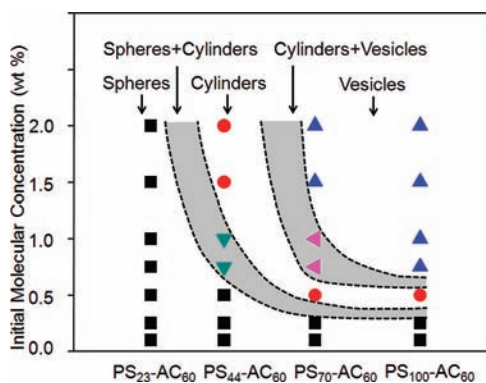 Spheres+Cylinders Cylinders+Vesicles
Spheres Cylinders Vesicles
Initial Molecular Concentration (wt %)
2.0
1.5
1.0
0.5
0.0
PS₂₃-AC₆₀ PS₄₄-AC₆₀ PS₇₀-AC₆₀ PS₁₀₀-AC₆₀